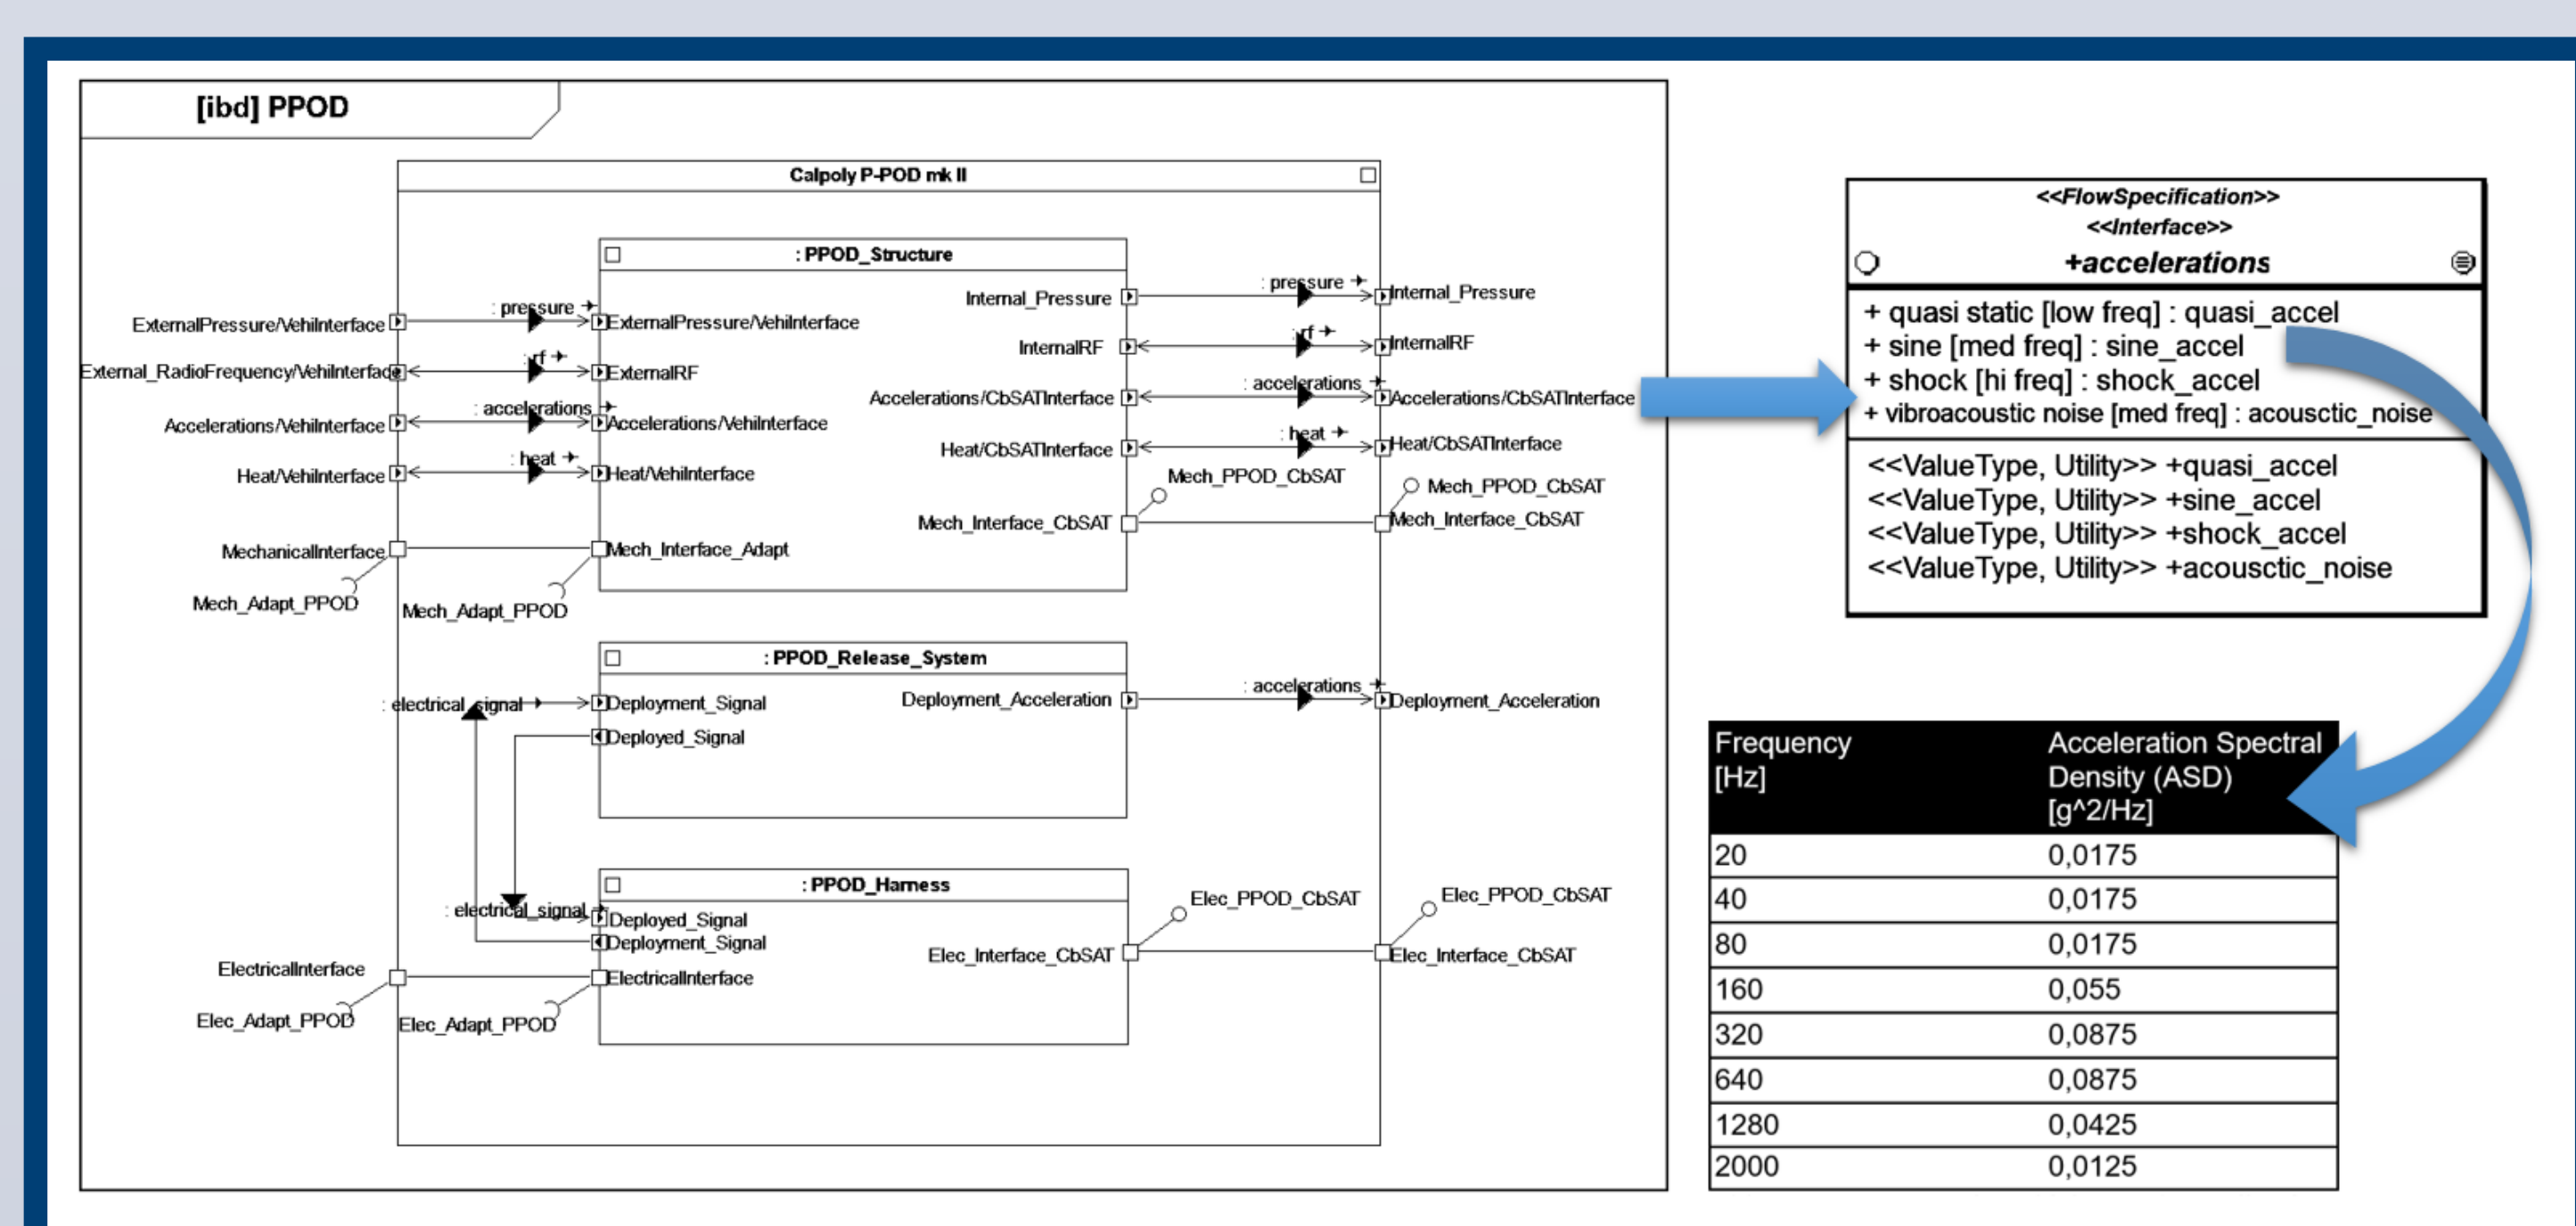 [ibd] PPOD
Calpoly P-POD mk II
: PPOD_Structure
ExternalPressure/VehiInterface
: pressure
ExternalPressure/VehiInterface
Internal_Pressure
: pressure
Internal_Pressure
External_RadioFrequency/VehiInterface
: rf
ExternalRF
InternalRF
: rf
InternalRF
Accelerations/VehiInterface
: accelerations
Accelerations/VehiInterface
Accelerations/CbSATInterface
: accelerations
Accelerations/CbSATInterface
Heat/VehiInterface
: heat
Heat/VehiInterface
Heat/CbSATInterface
: heat
Heat/CbSATInterface
Mech_PPOD_CbSAT
Mech_PPOD_CbSAT
Mech_Interface_CbSAT
Mech_Interface_CbSAT
MechanicalInterface
Mech_Interface_Adapt
Mech_Adapt_PPOD
Mech_Adapt_PPOD
: PPOD_Release_System
: electrical_signal
Deployment_Signal
Deployment_Acceleration
: accelerations
Deployment_Acceleration
Deployed_Signal
: PPOD_Harness
: electrical_signal
Deployed_Signal
Deployment_Signal
Elec_PPOD_CbSAT
Elec_PPOD_CbSAT
Elec_Interface_CbSAT
Elec_Interface_CbSAT
ElectricalInterface
ElectricalInterface
Elec_Adapt_PPOD
Elec_Adapt_PPOD
<<FlowSpecification>>
<<Interface>>
+accelerations
+ quasi static [low freq] : quasi_accel
+ sine [med freq] : sine_accel
+ shock [hi freq] : shock_accel
+ vibroacoustic noise [med freq] : acousctic_noise
<<ValueType, Utility>> +quasi_accel
<<ValueType, Utility>> +sine_accel
<<ValueType, Utility>> +shock_accel
<<ValueType, Utility>> +acousctic_noise
Frequency [Hz]
Acceleration Spectral
Density (ASD)
[g^2/Hz]
20 0,0175
40 0,0175
80 0,0175
160 0,055
320 0,0875
640 0,0875
1280 0,0425
2000 0,0125